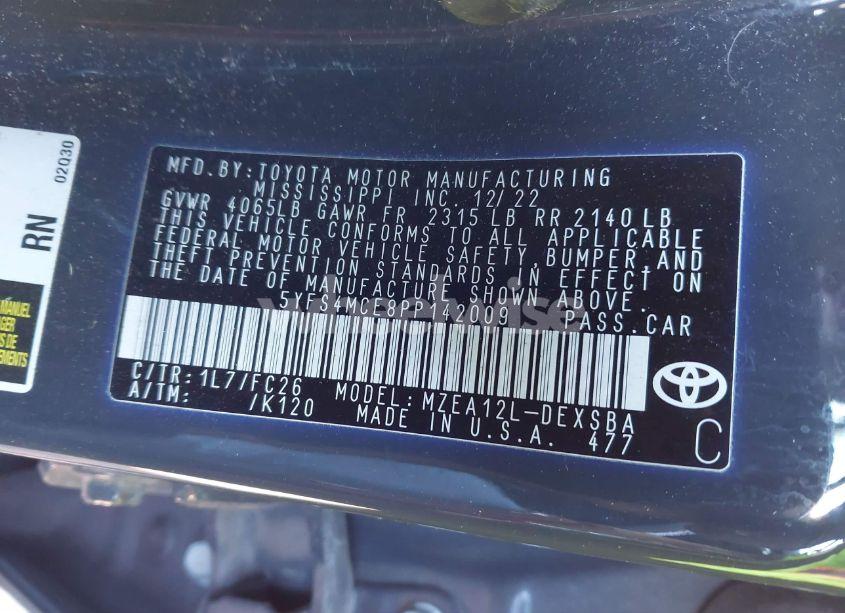 MFD.BY:TOYOTA MOTOR MANUFACTURING
MISSISSIPPI INC. 12/22
GVWR 4065LB GAWR FR 2315LB RR 2140LB
THIS VEHICLE CONFORMS TO ALL APPLICABLE
FEDERAL MOTOR VEHICLE SAFETY, BUMPER,AND
THEFT PREVENTION STANDARDS IN EFFECT ON
THE DATE OF MANUFACTURE SHOWN ABOVE.
5YFS4MCE8PP142009 PASS.CAR
C/TR:1L7/FC26 MODEL:MZEA12L-DEXSBA
A/TM: /K120 MADE IN U.S.A. 477
C
RN
02Q30
MANUEL